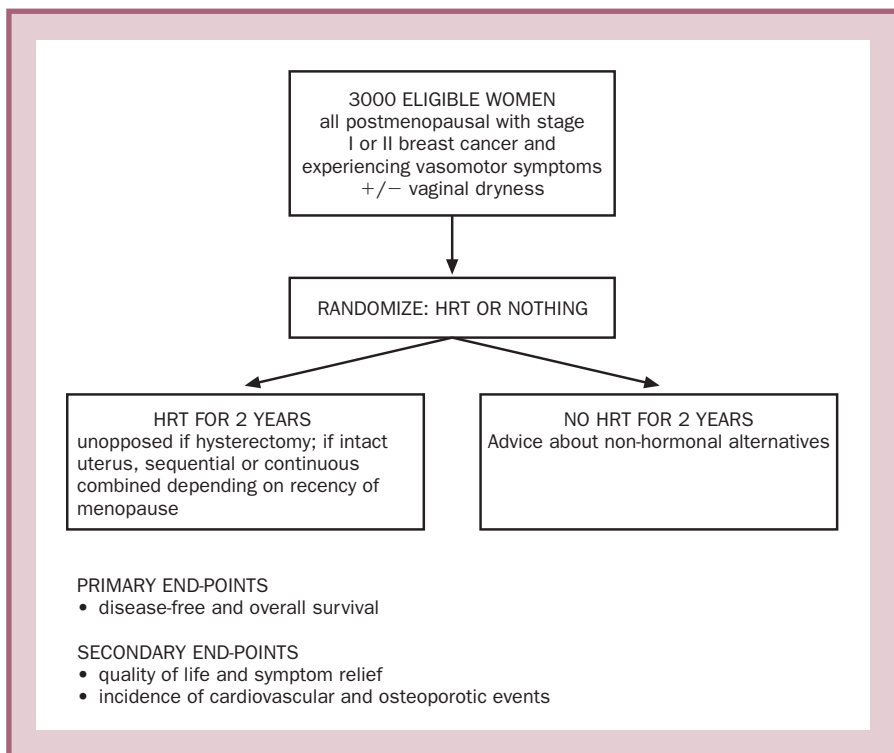 3000 ELIGIBLE WOMEN
all postmenopausal with stage
I or II breast cancer and
experiencing vasomotor symptoms
+/− vaginal dryness
RANDOMIZE: HRT OR NOTHING
HRT FOR 2 YEARS
unopposed if hysterectomy; if intact
uterus, sequential or continuous
combined depending on recency of
menopause
NO HRT FOR 2 YEARS
Advice about non-hormonal alternatives
PRIMARY END-POINTS
• disease-free and overall survival
SECONDARY END-POINTS
• quality of life and symptom relief
• incidence of cardiovascular and osteoporotic events